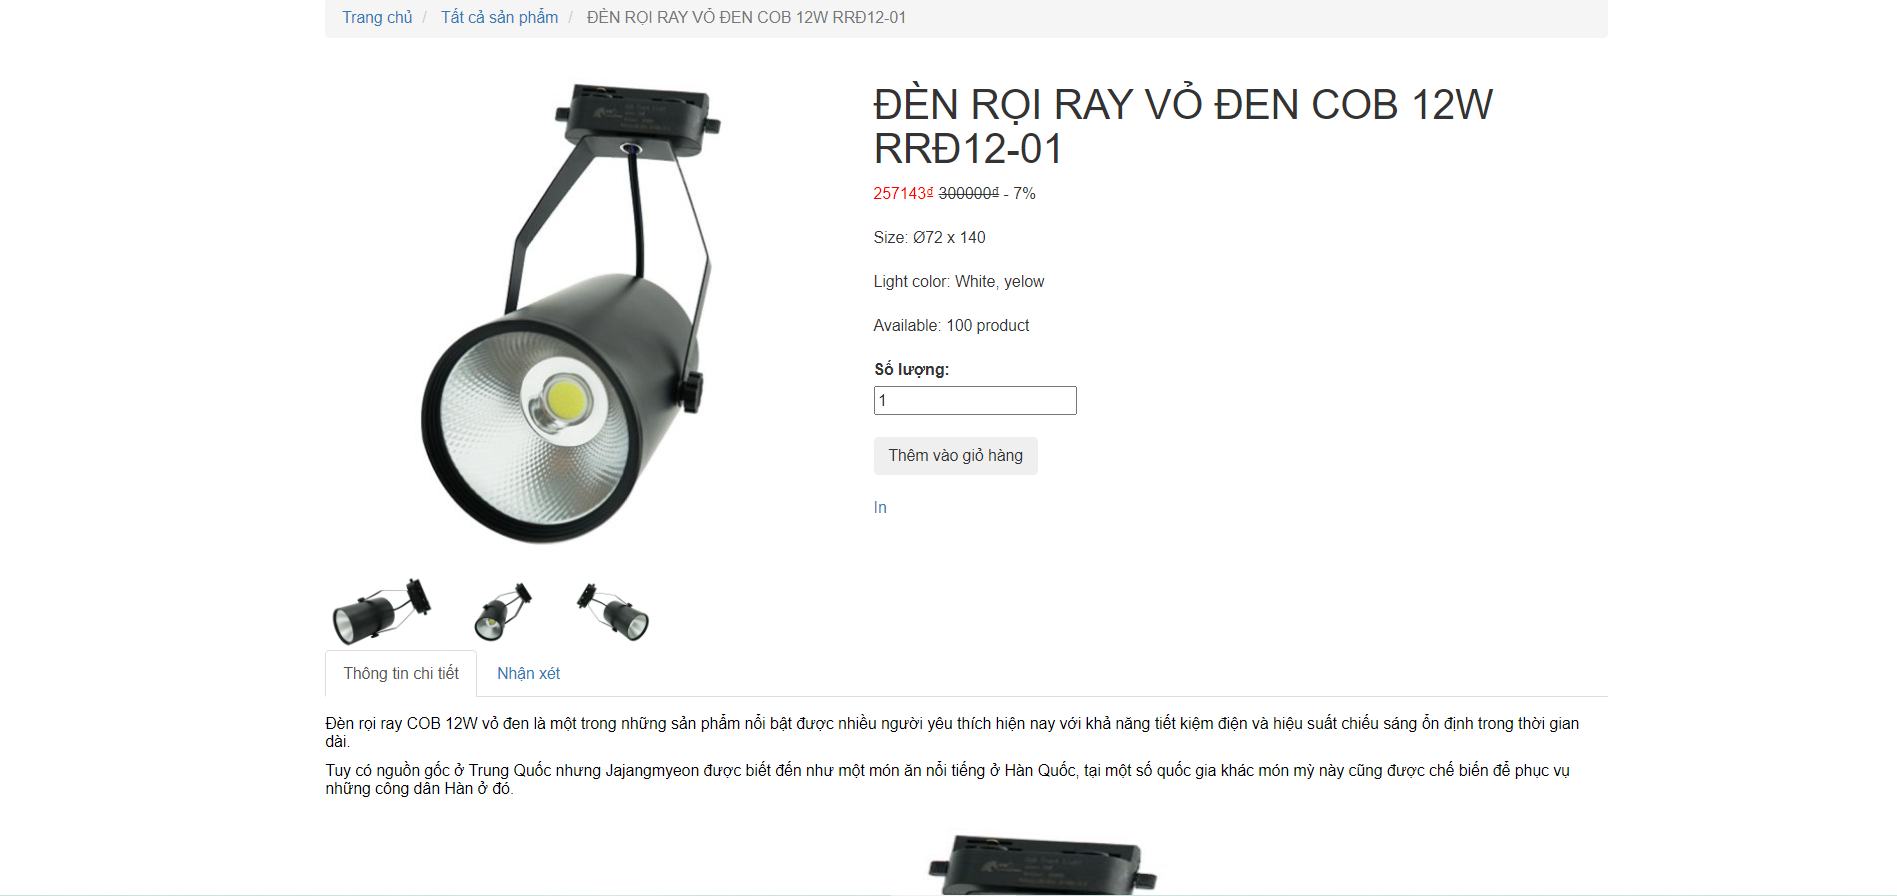 Trang chủ / Tất cả sản phẩm / ĐÈN RỌI RAY VỎ ĐEN COB 12W RRĐ12-01
ĐÈN RỌI RAY VỎ ĐEN COB 12W
RRĐ12-01
257143₫ 300000₫ - 7%
Size: Ø72 x 140
Light color: White, yelow
Available: 100 product
Số lượng:
1
Thêm vào giỏ hàng
In
Thông tin chi tiết
Nhận xét
Đèn rọi ray COB 12W vỏ đen là một trong những sản phẩm nổi bật được nhiều người yêu thích hiện nay với khả năng tiết kiệm điện và hiệu suất chiếu sáng ổn định trong thời gian
dài.
Tuy có nguồn gốc ở Trung Quốc nhưng Jajangmyeon được biết đến như một món ăn nổi tiếng ở Hàn Quốc, tại một số quốc gia khác món mỳ này cũng được chế biến để phục vụ
những công dân Hàn ở đó.